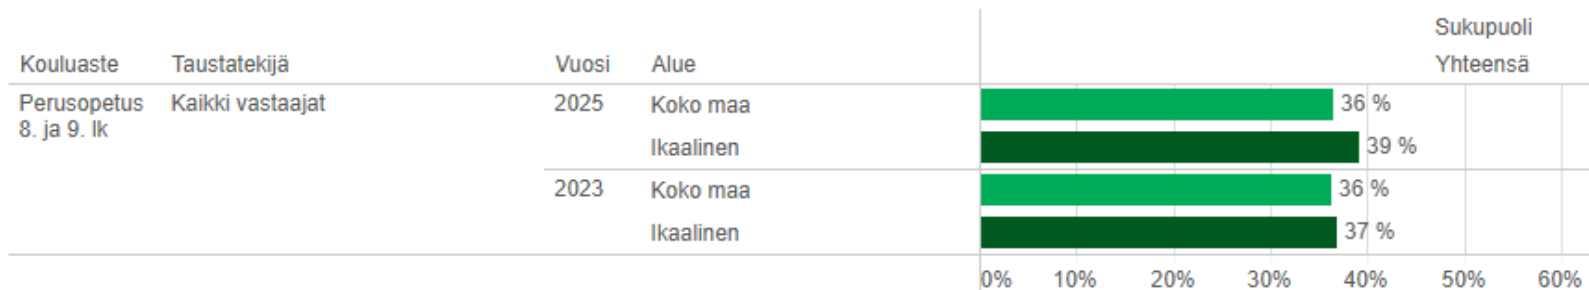 Sukupuoli
Kouluaste Taustatekijä Vuosi Alue Yhteensä
Perusopetus Kaikki vastaajat 2025 Koko maa 36 %
8. ja 9. lk
Ikaalinen 39 %
2023 Koko maa 36 %
Ikaalinen 37 %
0% 10% 20% 30% 40% 50% 60%